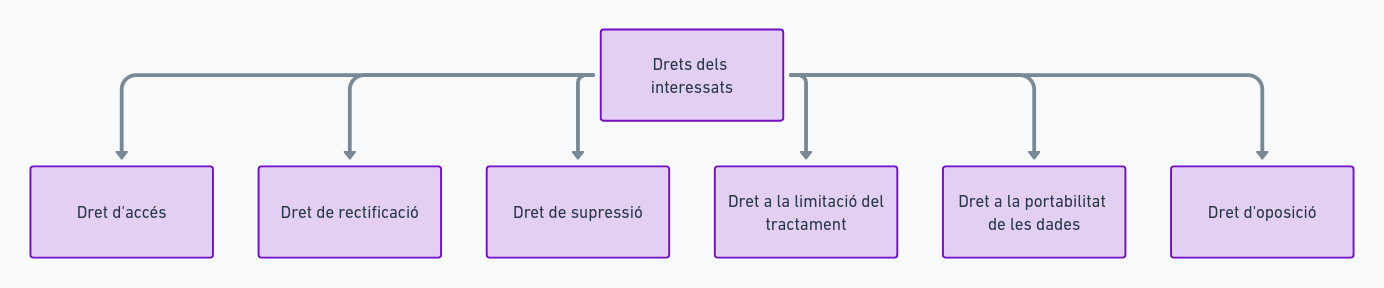 Drets dels
interessats
Dret d'accés
Dret de rectificació
Dret de supressió
Dret a la limitació del
tractament
Dret a la portabilitat
de les dades
Dret d'oposició